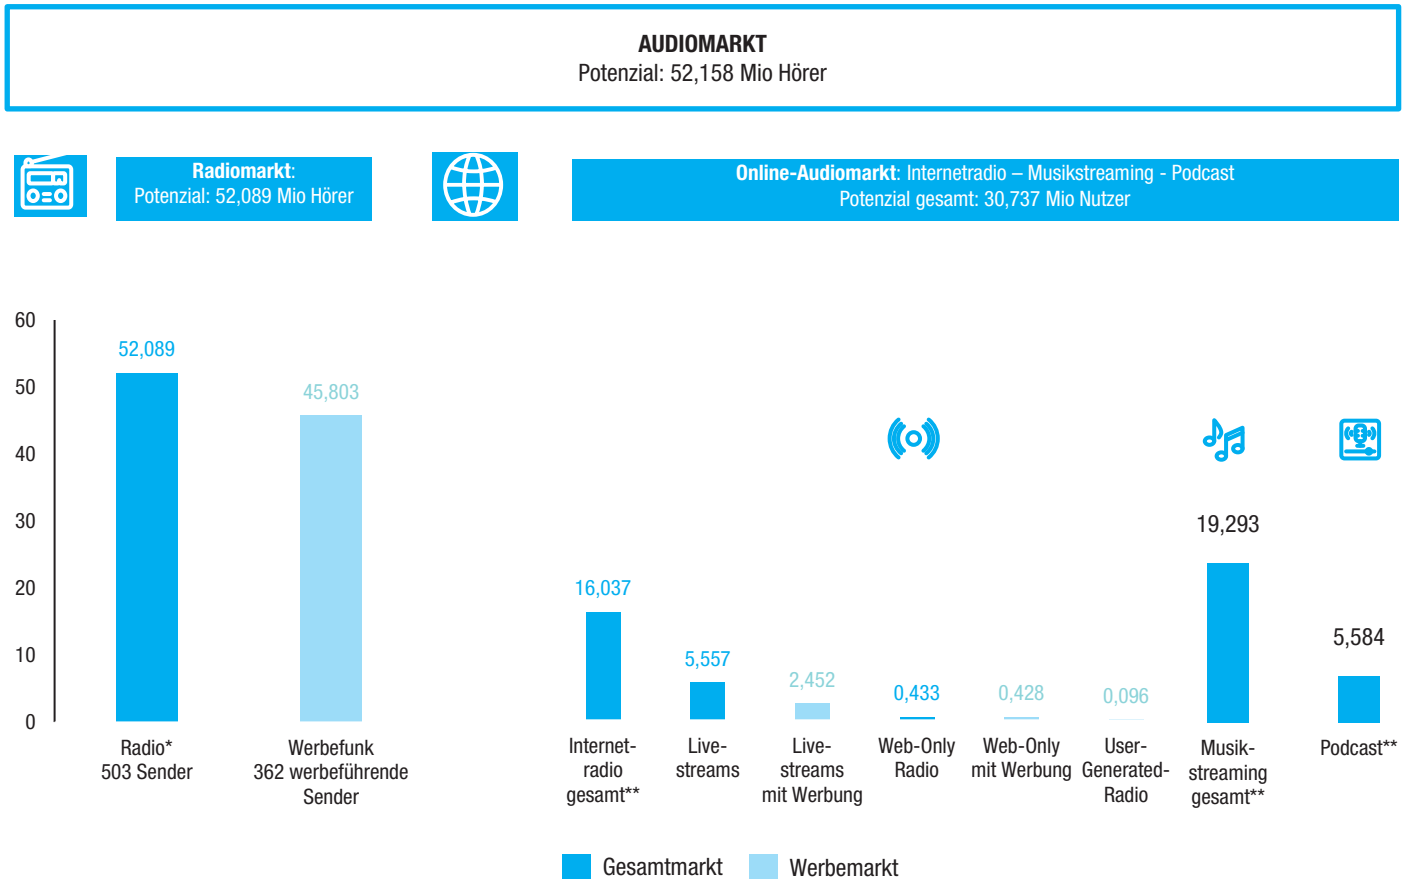 AUDIOMARKT
Potenzial: 52,158 Mio Hörer
Radiomarkt:
Potenzial: 52,089 Mio Hörer
Online-Audiomarkt: Internetradio – Musikstreaming - Podcast
Potenzial gesamt: 30,737 Mio Nutzer
60
50
40
30
20
10
0
52,089
45,803
16,037
5,557
2,452
0,433
0,428
0,096
19,293
5,584
Radio*
503 Sender
Werbefunk
362 werbeführende
Sender
Internet-
radio
gesamt**
Live-
streams
Live-
streams
mit Werbung
Web-Only
Radio
Web-Only
mit Werbung
User-
Generated-
Radio
Musik-
streaming
gesamt**
Podcast**
Gesamtmarkt
Werbemarkt